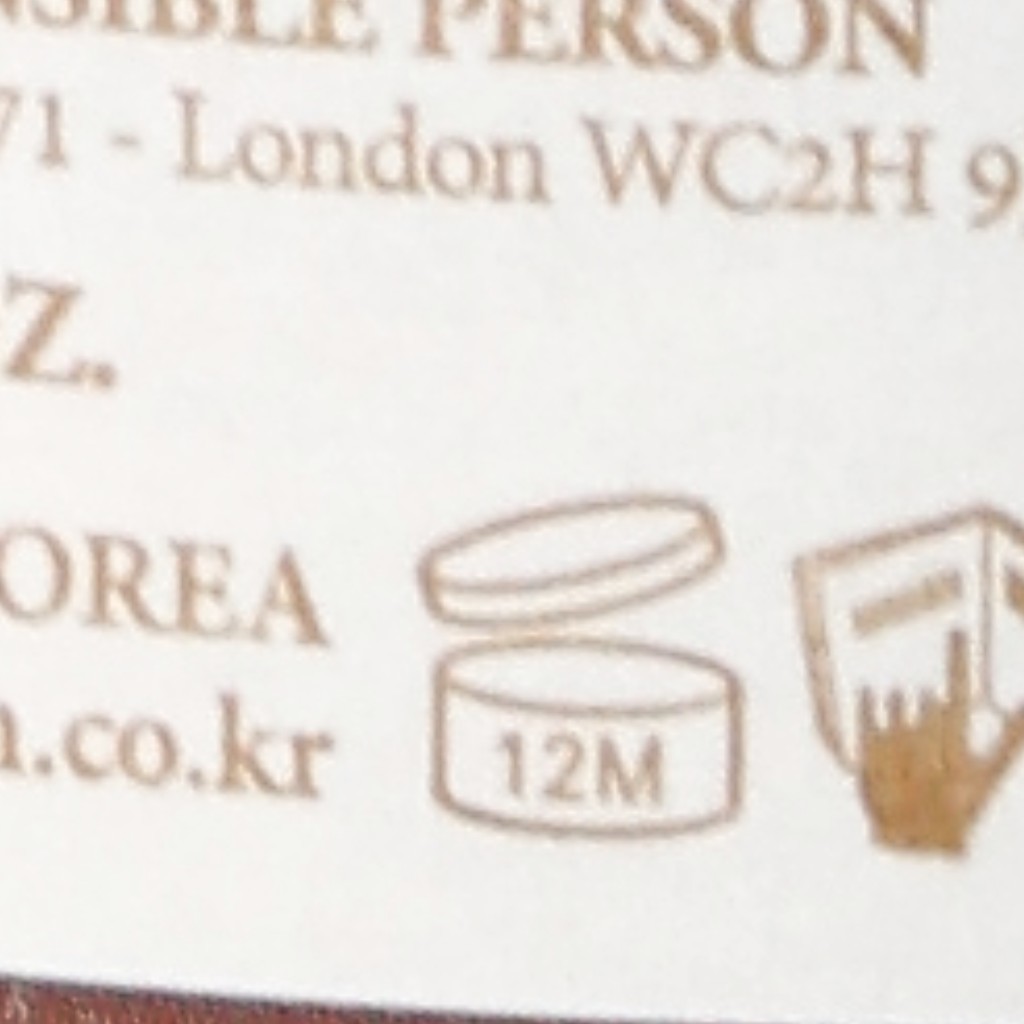 NSIBLE PERSON
71 - London WC2H 9
Z.
OREA
.co.kr
12M